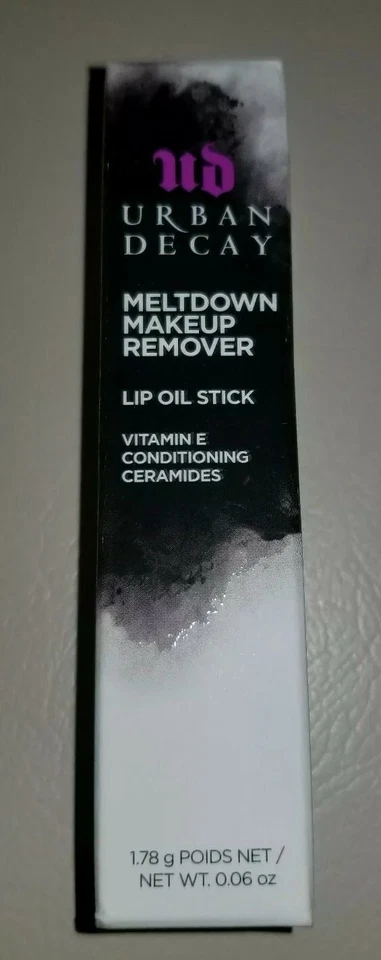 ud
URBAN
DECAY
MELTDOWN
MAKEUP
REMOVER
LIP OIL STICK
VITAMIN E
CONDITIONING
CERAMIDES
1.78 g POIDS NET /
NET WT. 0.06 oz